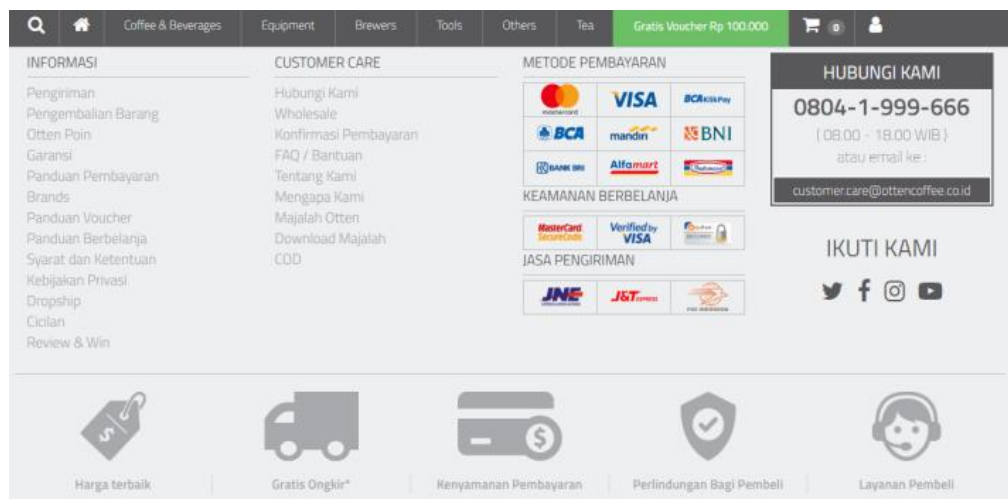 Coffee & Beverages Equipment Brewers Tools Others Tea Gratis Voucher Rp 100.000 0
INFORMASI
Pengiriman
Pengembalian Barang
Otten Poin
Garansi
Panduan Pembayaran
Brands
Panduan Voucher
Panduan Berbelanja
Syarat dan Ketentuan
Kebijakan Privasi
Dropship
Cicilan
Review & Win
CUSTOMER CARE
Hubungi Kami
Wholesale
Konfirmasi Pembayaran
FAQ / Bantuan
Tentang Kami
Mengapa Kami
Majalah Otten
Download Majalah
COD
METODE PEMBAYARAN
mastercard VISA BCA KlikPay
BCA mandiri BNI
BANK BRI Alfamart Indomaret
KEAMANAN BERBELANJA
MasterCard SecureCode Verified by VISA
JASA PENGIRIMAN
JNE J&T EXPRESS POS INDONESIA
HUBUNGI KAMI
0804-1-999-666
( 08.00 - 18.00 WIB )
atau email ke :
customer.care@ottencoffee.co.id
IKUTI KAMI
Harga terbaik Gratis Ongkir* Kenyamanan Pembayaran Perlindungan Bagi Pembeli Layanan Pembeli